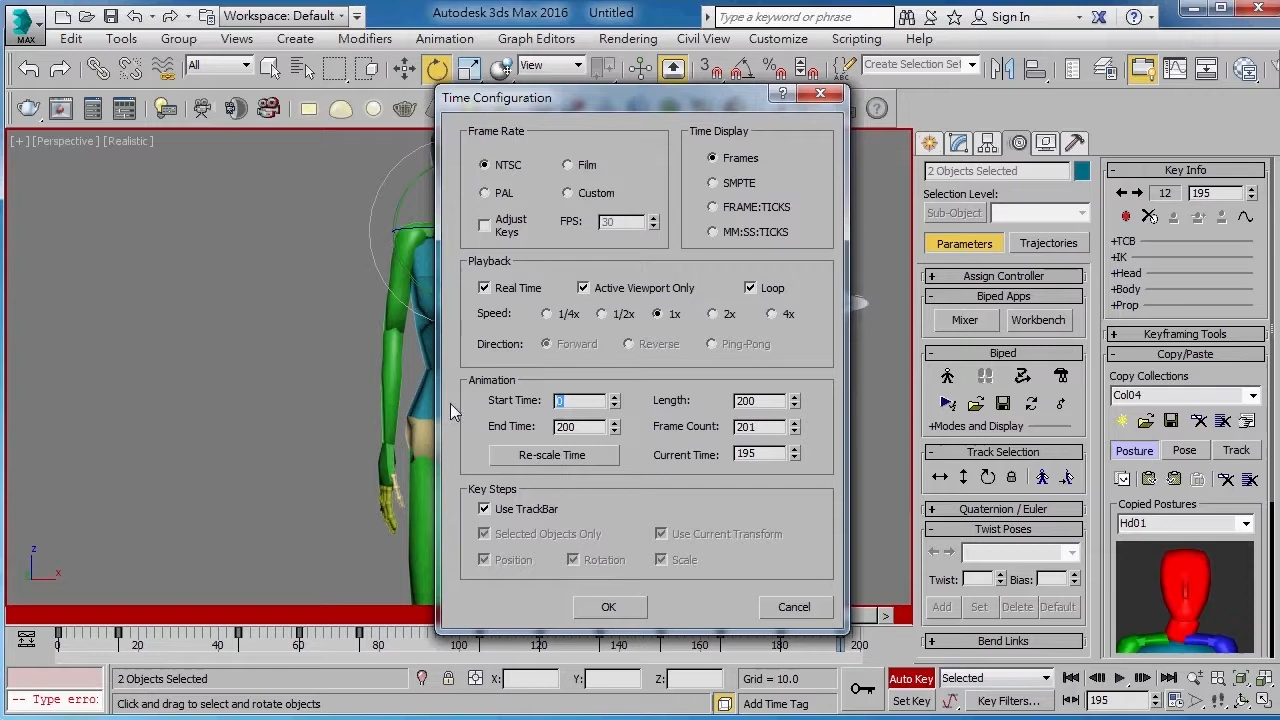 MAX
Workspace: Default
Autodesk 3ds Max 2016 Untitled
Type a keyword or phrase
Sign In
Edit Tools Group Views Create Modifiers Animation Graph Editors Rendering Civil View Customize Scripting Help
All
View
3
Create Selection Set
[+] [Perspective] [Realistic]
Time Configuration
Frame Rate
NTSC Film
PAL Custom
Adjust Keys
FPS: 30
Time Display
Frames
SMPTE
FRAME:TICKS
MM:SS:TICKS
Playback
Real Time Active Viewport Only Loop
Speed: 1/4x 1/2x 1x 2x 4x
Direction: Forward Reverse Ping-Pong
Animation
Start Time: 0 Length: 200
End Time: 200 Frame Count: 201
Re-scale Time Current Time: 195
Key Steps
Use TrackBar
Selected Objects Only Use Current Transform
Position Rotation Scale
OK Cancel
2 Objects Selected
Selection Level:
Sub-Object
Parameters Trajectories
+ Assign Controller
- Biped Apps
Mixer Workbench
- Biped
+Modes and Display
- Track Selection
+ Quaternion / Euler
- Twist Poses
Twist: Bias:
Add Set Delete Default
+ Bend Links
- Key Info
12 195
+TCB
+IK
+Head
+Body
+Prop
+ Keyframing Tools
- Copy/Paste
Copy Collections
Col04
Posture Pose Track
Copied Postures
Hd01
z
x
>
0 20 40 60 80 100 120 140 160 180 200
2 Objects Selected
X: Y: Z:
Grid = 10.0
Auto Key Selected
-- Type erro:
Click and drag to select and rotate objects
Add Time Tag
Set Key Key Filters...
195